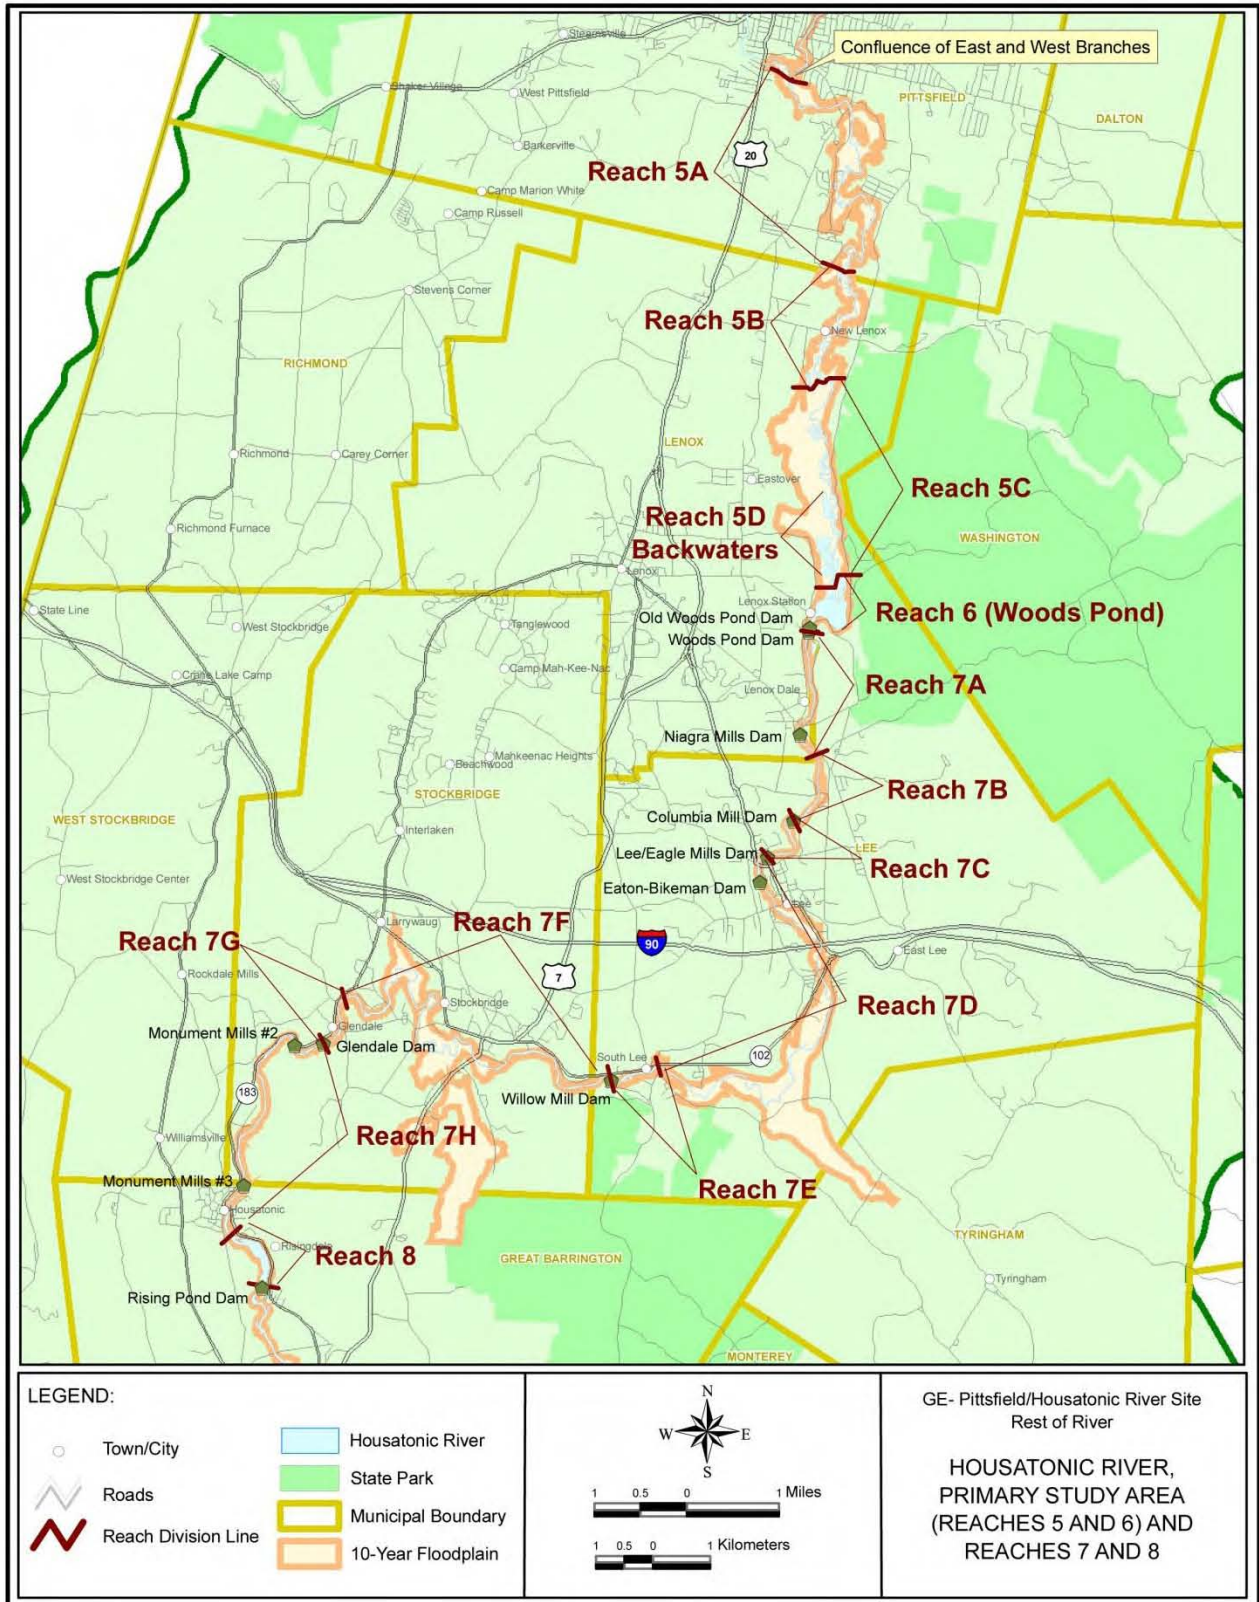 Stearnsville
Confluence of East and West Branches
Shaker Village
West Pittsfield
PITTSFIELD
DALTON
Barkerville
20
Reach 5A
Camp Marion White
Camp Russell
Stevens Corner
Reach 5B
New Lenox
RICHMOND
LENOX
Richmond
Carey Corner
Eastover
Reach 5C
Reach 5D
Backwaters
Richmond Furnace
WASHINGTON
Lenox
State Line
West Stockbridge
Tanglewood
Lenox Station
Old Woods Pond Dam
Woods Pond Dam
Reach 6 (Woods Pond)
Camp Mah-Kee-Nac
Crane Lake Camp
Reach 7A
Lenox Dale
Niagra Mills Dam
Mahkeenac Heights
Beachwood
Reach 7B
STOCKBRIDGE
WEST STOCKBRIDGE
Columbia Mill Dam
Interlaken
LEE
Lee/Eagle Mills Dam
Reach 7C
West Stockbridge Center
Eaton-Bikeman Dam
Lee
Larrywaug
Reach 7F
Reach 7G
90
East Lee
Rockdale Mills
7
Stockbridge
Reach 7D
Glendale
Monument Mills #2
Glendale Dam
South Lee
102
183
Willow Mill Dam
Williamsville
Reach 7H
Monument Mills #3
Reach 7E
Housatonic
Risingdale
Reach 8
GREAT BARRINGTON
TYRINGHAM
Tyringham
Rising Pond Dam
MONTEREY
LEGEND:
Town/City
Roads
Reach Division Line
Housatonic River
State Park
Municipal Boundary
10-Year Floodplain
N
W E
S
1 0.5 0 1 Miles
1 0.5 0 1 Kilometers
GE- Pittsfield/Housatonic River Site
Rest of River
HOUSATONIC RIVER,
PRIMARY STUDY AREA
(REACHES 5 AND 6) AND
REACHES 7 AND 8